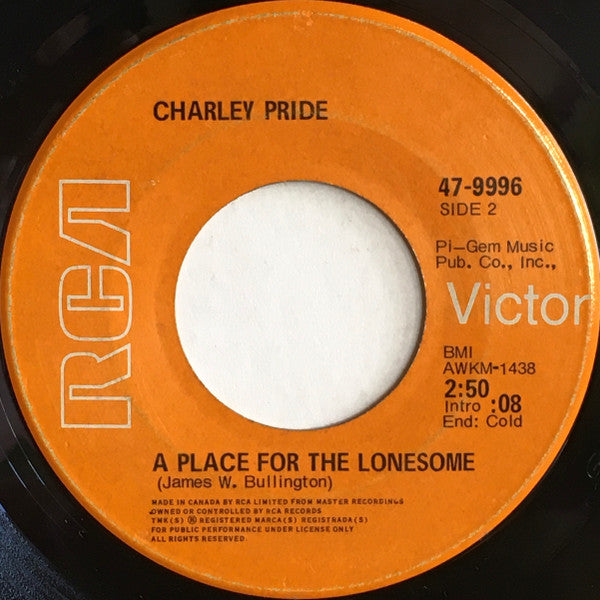 CHARLEY PRIDE
RCA
47-9996
SIDE 2
Pi-Gem Music
Pub. Co., Inc.,
Victor
BMI
AWKM-1438
2:50
Intro :08
End: Cold
A PLACE FOR THE LONESOME
(James W. Bullington)
MADE IN CANADA BY RCA LIMITED FROM MASTER RECORDINGS
OWNED OR CONTROLLED BY RCA RECORDS
TMK(S) ® REGISTERED MARCA(S) REGISTRADA(S)
FOR PUBLIC PERFORMANCE UNDER LICENSE ONLY
ALL RIGHTS RESERVED.